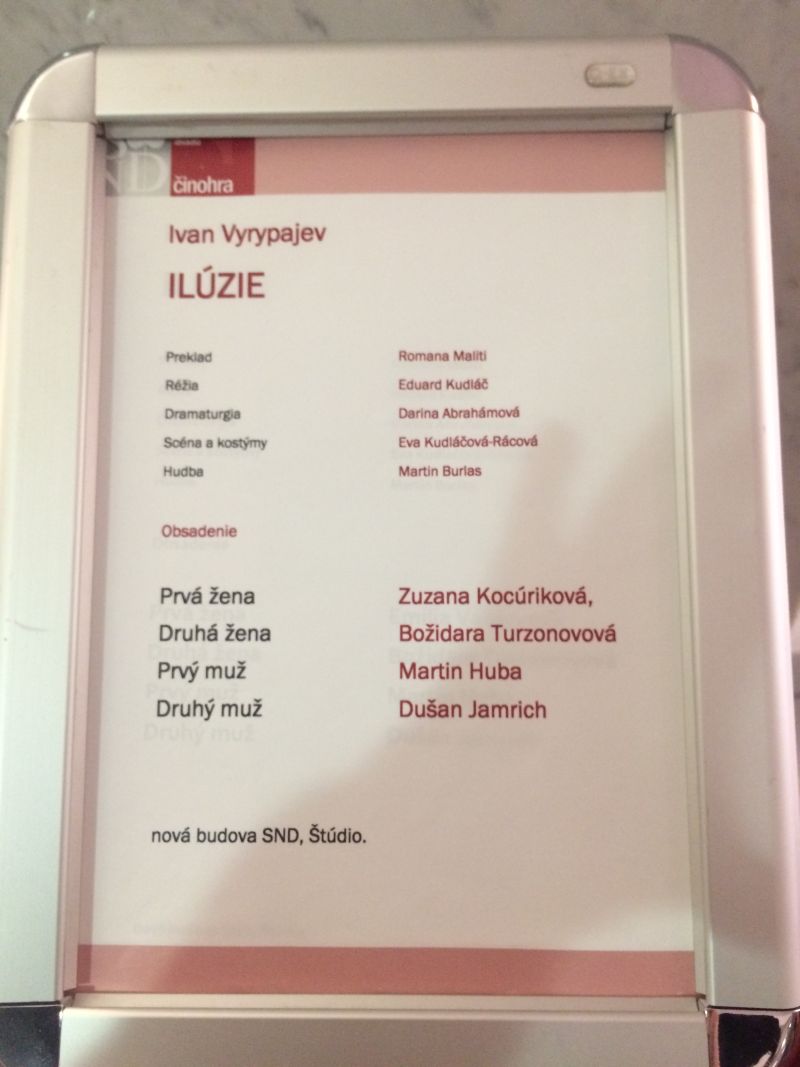 ND
činohra
Ivan Vyrypajev
ILÚZIE
Preklad Romana Maliti
Réžia Eduard Kudláč
Dramaturgia Darina Abrahámová
Scéna a kostýmy Eva Kudláčová-Rácová
Hudba Martin Burlas
Obsadenie
Prvá žena Zuzana Kocúriková,
Druhá žena Božidara Turzonovová
Prvý muž Martin Huba
Druhý muž Dušan Jamrich
nová budova SND, Štúdio.